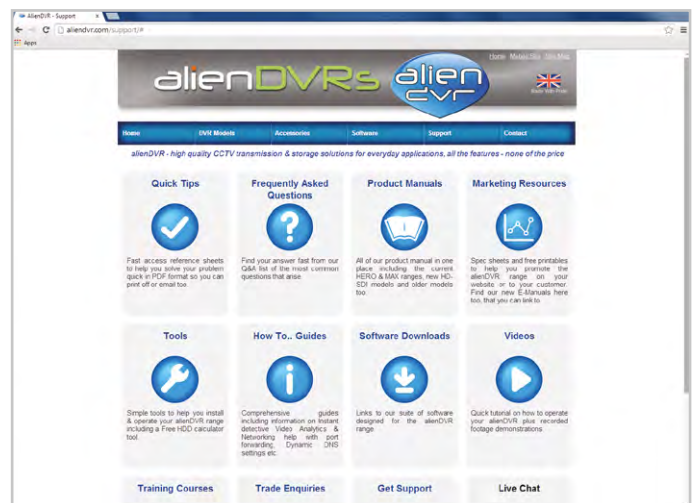 AlienDVR - Support
aliendvr.com/support/#
Apps
alienDVRs
alien
dvr
Home
Home DVR Models Accessories Software Support Contact
alienDVR - high quality CCTV transmission & storage solutions for everyday applications, all the features - none of the price
Quick Tips
Fast access reference sheets
to help you solve your problem
quick in PDF format so you can
print off or email too.
Frequently Asked
Questions
Find your answer fast from our
Q&A list of the most common
questions that arise.
Product Manuals
All of our product manual in one
place including the current
HERO & MAX ranges, new HD-
SDI models and older models
too.
Marketing Resources
Spec sheets and free printables
to help you promote the
alienDVR range on your
website or to your customer.
Find our new E-Manuals here
too, that you can link to.
Tools
Simple tools to help you install
& operate your alienDVR range
including a Free HDD calculator
tool.
How To.. Guides
Comprehensive guides
including information on Instant
detective Video Analytics &
Networking help with port
forwarding, Dynamic DNS
settings etc.
Software Downloads
Links to our suite of software
designed for the alienDVR
range.
Videos
Quick tutorial on how to operate
your alienDVR plus recorded
footage demonstrations.
Training Courses
Trade Enquiries
Get Support
Live Chat